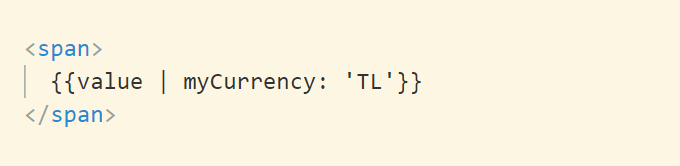 <span>
{{value | myCurrency: 'TL'}}
</span>